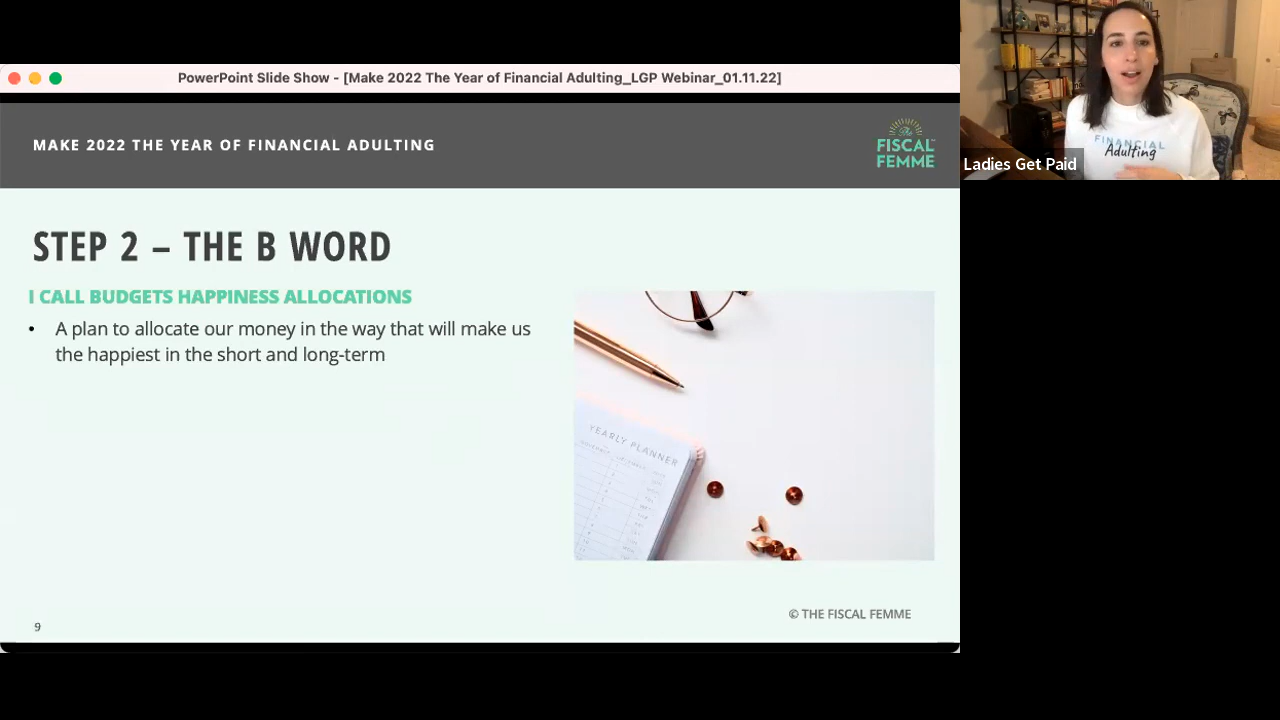 PowerPoint Slide Show - [Make 2022 The Year of Financial Adulting_LGP Webinar_01.11.22]
MAKE 2022 THE YEAR OF FINANCIAL ADULTING
The
FISCAL
FEMME
STEP 2 – THE B WORD
I CALL BUDGETS HAPPINESS ALLOCATIONS
• A plan to allocate our money in the way that will make us
the happiest in the short and long-term
YEARLY PLANNER
© THE FISCAL FEMME
9
FINANCIAL
Adulting
Ladies Get Paid